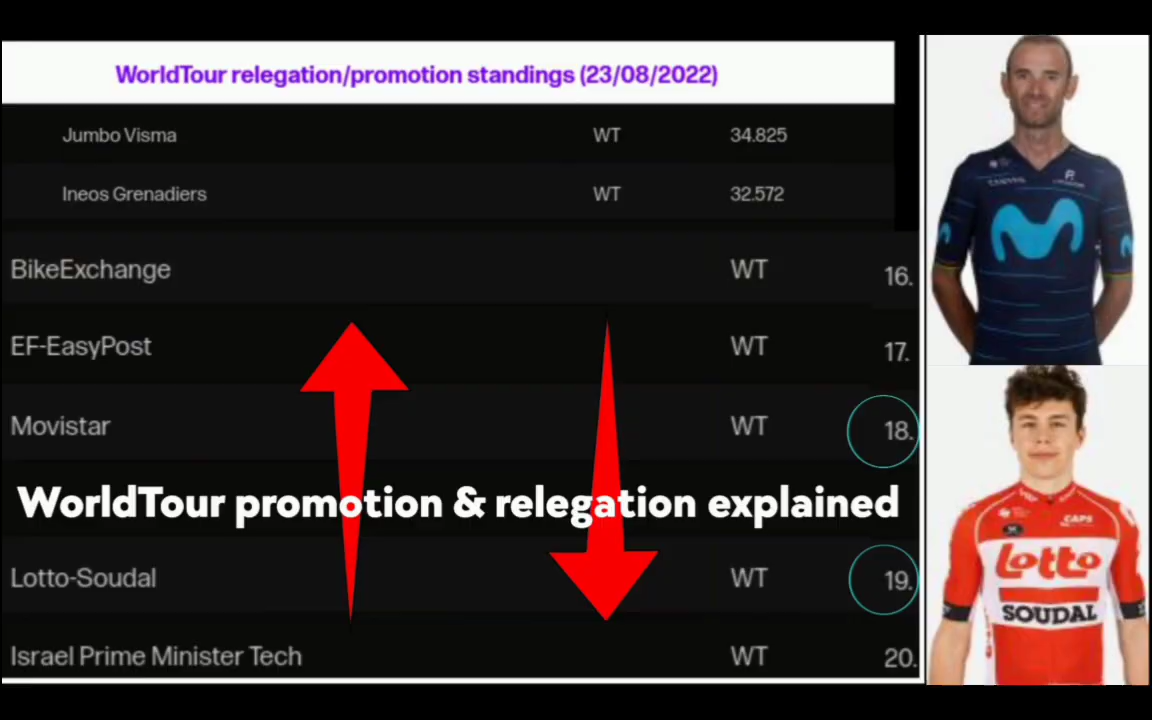 WorldTour relegation/promotion standings (23/08/2022)
Jumbo Visma WT 34.825
Ineos Grenadiers WT 32.572
BikeExchange WT 16.
EF-EasyPost WT 17.
Movistar WT 18.
WorldTour promotion & relegation explained
Lotto-Soudal WT 19.
Israel Prime Minister Tech WT 20.
CANYON
CAPS
Lotto
SOUDAL